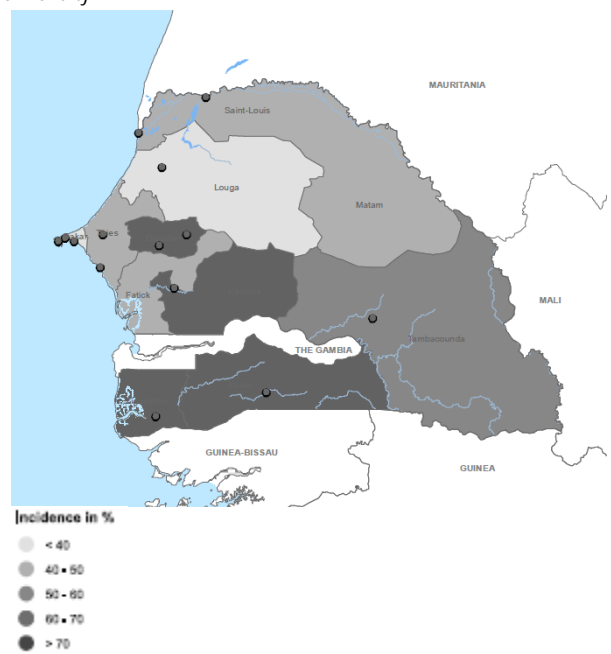 MAURITANIA
Saint-Louis
Louga
Matam
Fatick
MALI
Tambacounda
THE GAMBIA
GUINEA-BISSAU
GUINEA
Incidence in %
< 40
40 - 50
50 - 60
60 - 70
> 70